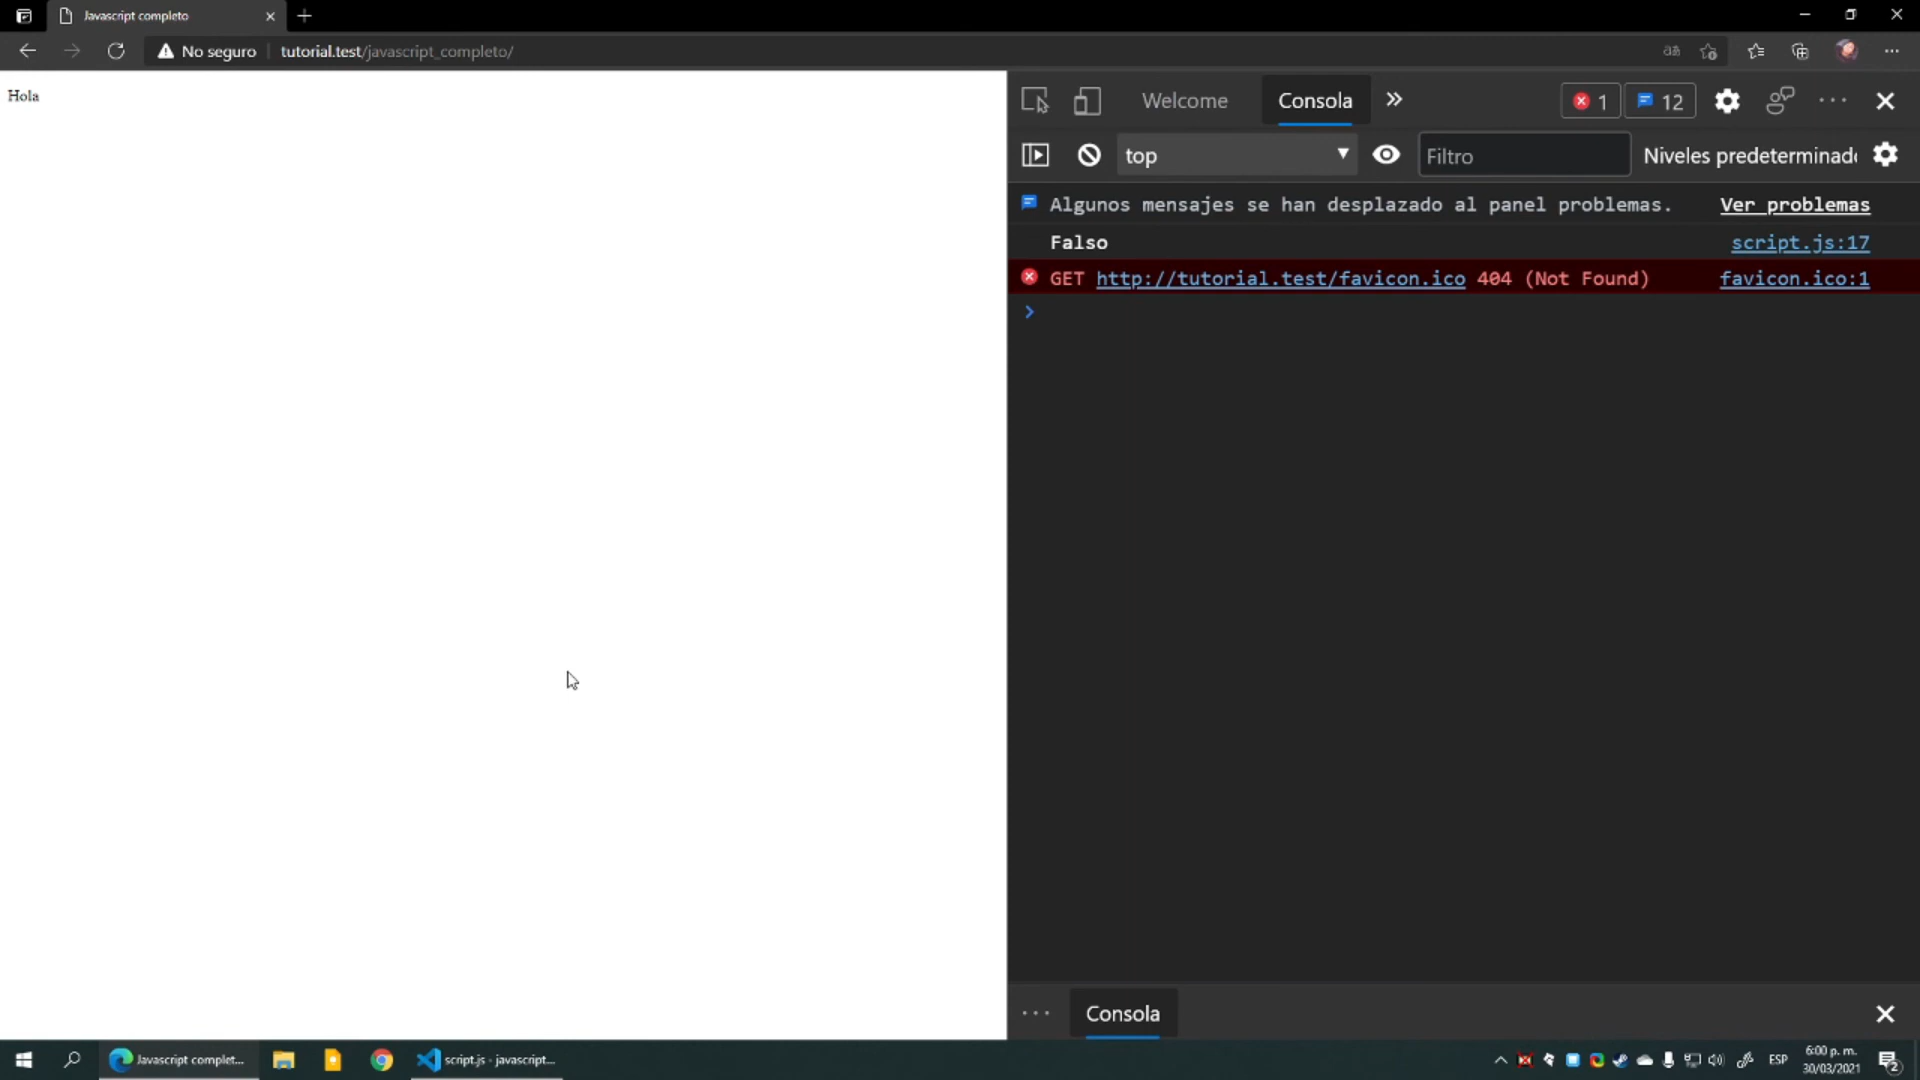 Javascript completo
No seguro
tutorial.test/javascript_completo/
Hola
Welcome
Consola
1
12
top
Filtro
Niveles predeterminado
Algunos mensajes se han desplazado al panel problemas.
Ver problemas
Falso
script.js:17
GET http://tutorial.test/favicon.ico 404 (Not Found)
favicon.ico:1
Consola
Javascript complet...
script.js - javascript...
ESP
6:00 p. m.
30/03/2021
2